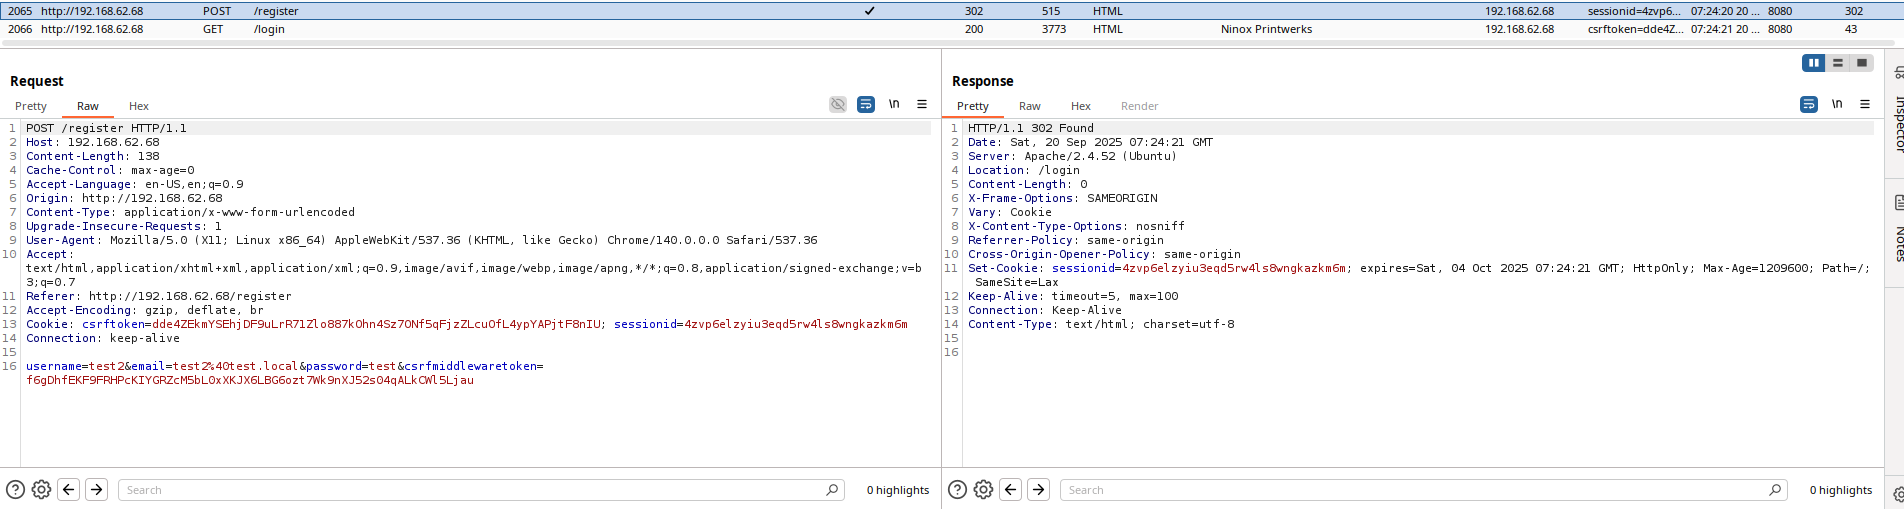 2065 http://192.168.62.68 POST /register 302 515 HTML 192.168.62.68 sessionid=4zvp6... 07:24:20 20 ... 8080 302
2066 http://192.168.62.68 GET /login 200 3773 HTML Ninox Printwerks 192.168.62.68 csrftoken=dde4Z... 07:24:21 20 ... 8080 43
Request
Pretty Raw Hex
\n
1 POST /register HTTP/1.1
2 Host: 192.168.62.68
3 Content-Length: 138
4 Cache-Control: max-age=0
5 Accept-Language: en-US,en;q=0.9
6 Origin: http://192.168.62.68
7 Content-Type: application/x-www-form-urlencoded
8 Upgrade-Insecure-Requests: 1
9 User-Agent: Mozilla/5.0 (X11; Linux x86_64) AppleWebKit/537.36 (KHTML, like Gecko) Chrome/140.0.0.0 Safari/537.36
10 Accept:
text/html,application/xhtml+xml,application/xml;q=0.9,image/avif,image/webp,image/apng,*/*;q=0.8,application/signed-exchange;v=b
3;q=0.7
11 Referer: http://192.168.62.68/register
12 Accept-Encoding: gzip, deflate, br
13 Cookie: csrftoken=dde4ZEkmYSEhjDF9uLrR71Zlo887kOhn4Sz7ONf5qFjzZLcuOfL4ypYAPjtF8nIU; sessionid=4zvp6elzyiu3eqd5rw4ls8wngkazkm6m
14 Connection: keep-alive
15
16 username=test2&email=test2%40test.local&password=test&csrfmiddlewaretoken=
f6gDhfEKF9FRHPcKIYGRZcM5bL0xXKJX6LBG6ozt7Wk9nXJ52s04qALkCWl5Ljau
Search
0 highlights
Response
Pretty Raw Hex Render
\n
1 HTTP/1.1 302 Found
2 Date: Sat, 20 Sep 2025 07:24:21 GMT
3 Server: Apache/2.4.52 (Ubuntu)
4 Location: /login
5 Content-Length: 0
6 X-Frame-Options: SAMEORIGIN
7 Vary: Cookie
8 X-Content-Type-Options: nosniff
9 Referrer-Policy: same-origin
10 Cross-Origin-Opener-Policy: same-origin
11 Set-Cookie: sessionid=4zvp6elzyiu3eqd5rw4ls8wngkazkm6m; expires=Sat, 04 Oct 2025 07:24:21 GMT; HttpOnly; Max-Age=1209600; Path=/;
SameSite=Lax
12 Keep-Alive: timeout=5, max=100
13 Connection: Keep-Alive
14 Content-Type: text/html; charset=utf-8
15
16
Search
0 highlights
Inspector
Notes